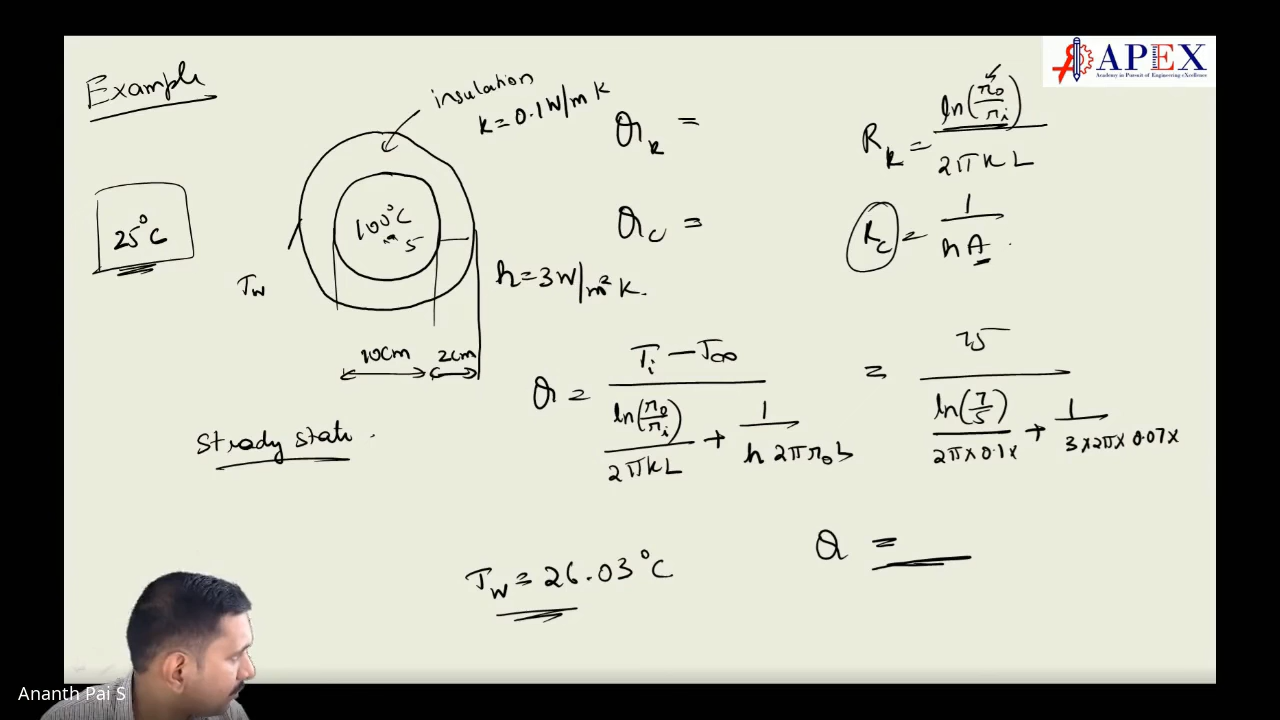 Example
APEX
Academy in Pursuit of Engineering eXcellence
insulation
k = 0.1 W/m K
Q_k =
R_k = ln(r_o/r_i) / 2πkL
25°C
100°C
5
Q_c =
R_c = 1 / hA
T_w
h = 3 W/m² K.
10cm 2cm
Q = T_i − T_∞ / ln(r_o/r_i)/2πkL + 1/h 2πr_o L
= 75 / ln(7/5)/2π×0.1× + 1/3×2π×0.07×
Steady state.
Q =
T_w = 26.03°C
Ananth Pai S